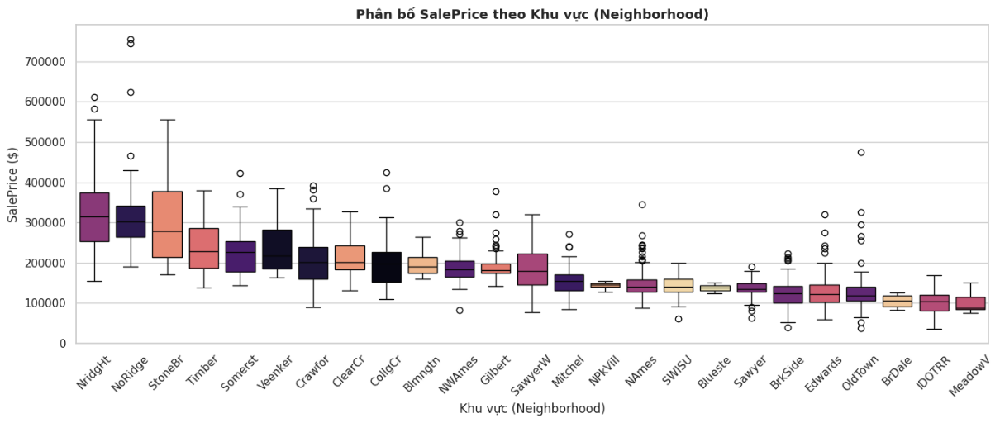 Phân bố SalePrice theo Khu vực (Neighborhood)
SalePrice ($)
700000
600000
500000
400000
300000
200000
100000
0
NridgHt
NoRidge
StoneBr
Timber
Somerst
Veenker
Crawfor
ClearCr
CollgCr
Blmngtn
NWAmes
Gilbert
SawyerW
Mitchel
NPkVill
NAmes
SWISU
Blueste
Sawyer
BrkSide
Edwards
OldTown
BrDale
IDOTRR
MeadowV
Khu vực (Neighborhood)